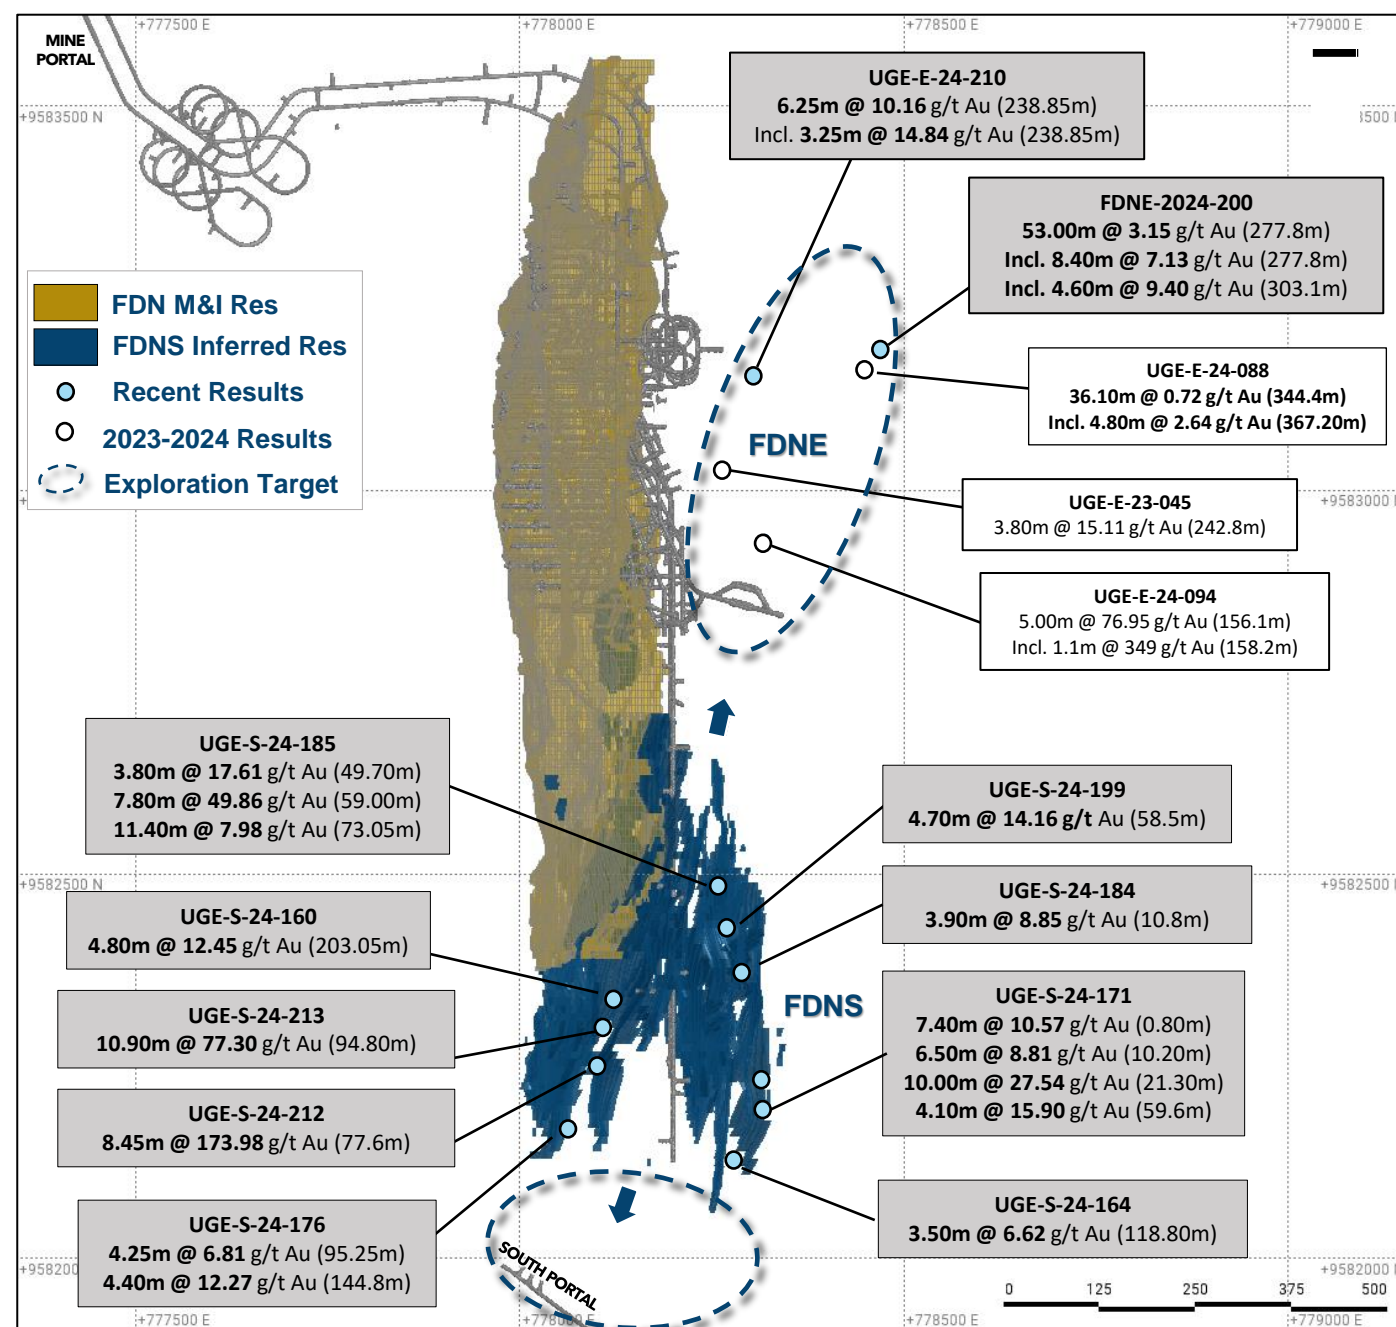 +777500 E
+778000 E
+778500 E
+779000 E
MINE
PORTAL
+9583500 N
UGE-E-24-210
6.25m @ 10.16 g/t Au (238.85m)
Incl. 3.25m @ 14.84 g/t Au (238.85m)
FDNE-2024-200
53.00m @ 3.15 g/t Au (277.8m)
Incl. 8.40m @ 7.13 g/t Au (277.8m)
Incl. 4.60m @ 9.40 g/t Au (303.1m)
FDN M&I Res
FDNS Inferred Res
Recent Results
2023-2024 Results
Exploration Target
UGE-E-24-088
36.10m @ 0.72 g/t Au (344.4m)
Incl. 4.80m @ 2.64 g/t Au (367.20m)
FDNE
UGE-E-23-045
3.80m @ 15.11 g/t Au (242.8m)
+9583000 N
UGE-E-24-094
5.00m @ 76.95 g/t Au (156.1m)
Incl. 1.1m @ 349 g/t Au (158.2m)
UGE-S-24-185
3.80m @ 17.61 g/t Au (49.70m)
7.80m @ 49.86 g/t Au (59.00m)
11.40m @ 7.98 g/t Au (73.05m)
UGE-S-24-199
4.70m @ 14.16 g/t Au (58.5m)
+9582500 N
+9582500 N
UGE-S-24-184
3.90m @ 8.85 g/t Au (10.8m)
UGE-S-24-160
4.80m @ 12.45 g/t Au (203.05m)
FDNS
UGE-S-24-171
7.40m @ 10.57 g/t Au (0.80m)
6.50m @ 8.81 g/t Au (10.20m)
10.00m @ 27.54 g/t Au (21.30m)
4.10m @ 15.90 g/t Au (59.6m)
UGE-S-24-213
10.90m @ 77.30 g/t Au (94.80m)
UGE-S-24-212
8.45m @ 173.98 g/t Au (77.6m)
UGE-S-24-164
3.50m @ 6.62 g/t Au (118.80m)
UGE-S-24-176
4.25m @ 6.81 g/t Au (95.25m)
4.40m @ 12.27 g/t Au (144.8m)
SOUTH PORTAL
+9582000 N
0 125 250 375 500
+777500 E
+778000 E
+778500 E
+779000 E